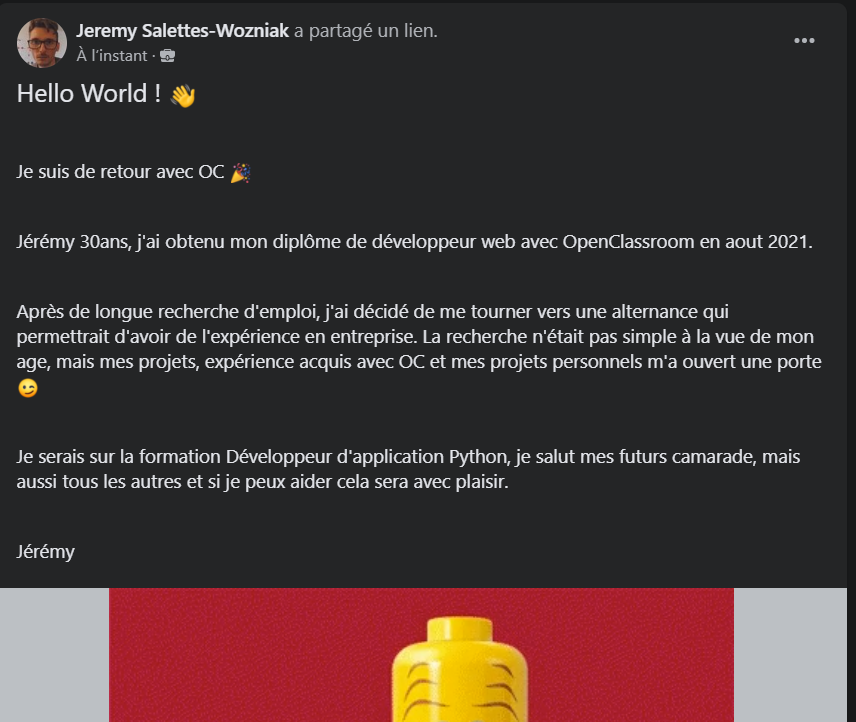 Jeremy Salettes-Wozniak a partagé un lien.
À l'instant ·
Hello World ! 👋
Je suis de retour avec OC 🎉
Jérémy 30ans, j'ai obtenu mon diplôme de développeur web avec OpenClassroom en aout 2021.
Après de longue recherche d'emploi, j'ai décidé de me tourner vers une alternance qui
permettrait d'avoir de l'expérience en entreprise. La recherche n'était pas simple à la vue de mon
age, mais mes projets, expérience acquis avec OC et mes projets personnels m'a ouvert une porte
😉
Je serais sur la formation Développeur d'application Python, je salut mes futurs camarade, mais
aussi tous les autres et si je peux aider cela sera avec plaisir.
Jérémy